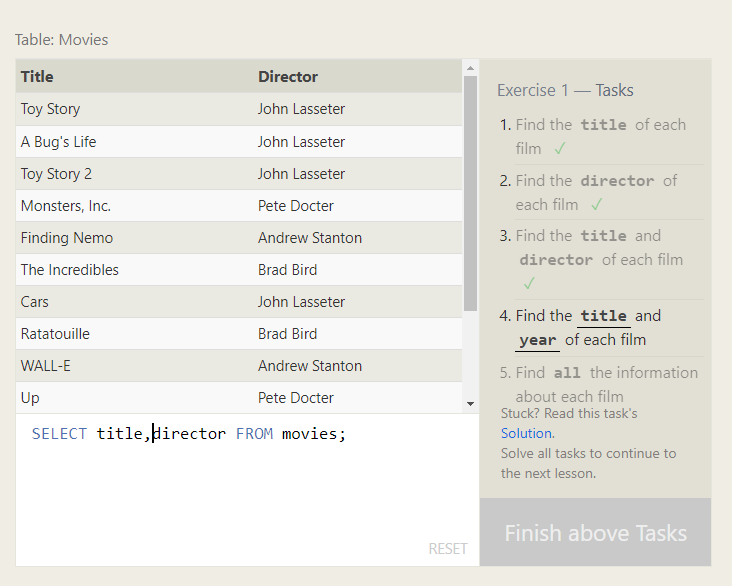 Table: Movies
Title Director
Toy Story John Lasseter
A Bug's Life John Lasseter
Toy Story 2 John Lasseter
Monsters, Inc. Pete Docter
Finding Nemo Andrew Stanton
The Incredibles Brad Bird
Cars John Lasseter
Ratatouille Brad Bird
WALL-E Andrew Stanton
Up Pete Docter
SELECT title,director FROM movies;
RESET
Exercise 1 — Tasks
1. Find the title of each
film ✓
2. Find the director of
each film ✓
3. Find the title and
director of each film
✓
4. Find the title and
year of each film
5. Find all the information
about each film
Stuck? Read this task's
Solution.
Solve all tasks to continue to
the next lesson.
Finish above Tasks